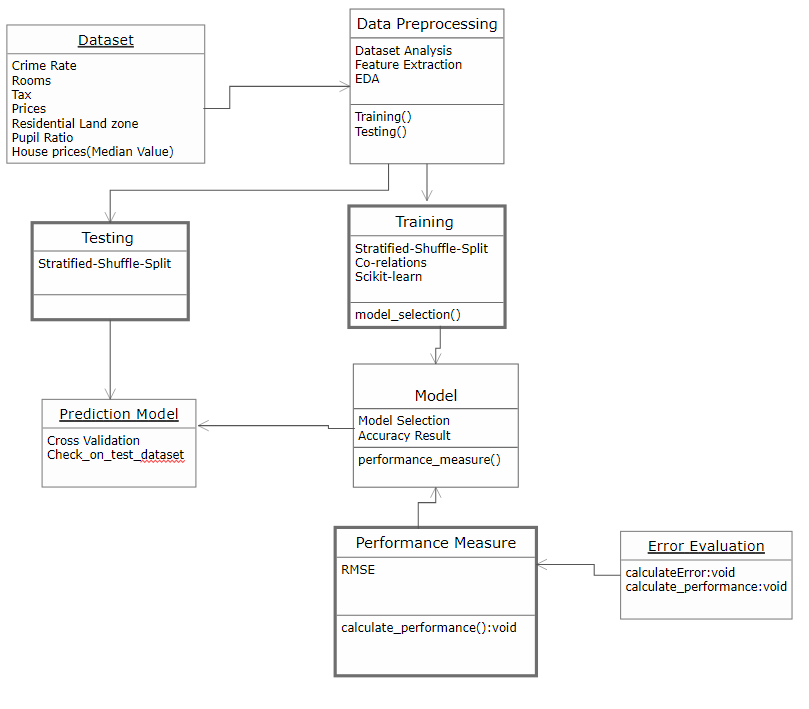 Dataset
Crime Rate
Rooms
Tax
Prices
Residential Land zone
Pupil Ratio
House prices(Median Value)
Data Preprocessing
Dataset Analysis
Feature Extraction
EDA
Training()
Testing()
Testing
Stratified-Shuffle-Split
Training
Stratified-Shuffle-Split
Co-relations
Scikit-learn
model_selection()
Prediction Model
Cross Validation
Check_on_test_dataset
Model
Model Selection
Accuracy Result
performance_measure()
Performance Measure
RMSE
calculate_performance():void
Error Evaluation
calculateError:void
calculate_performance:void